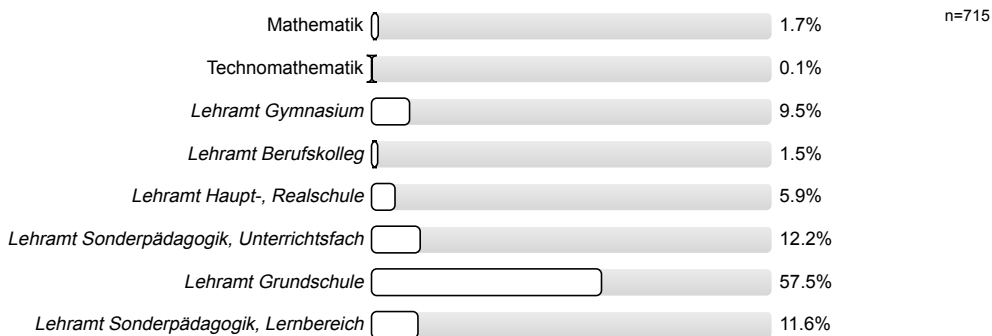 Mathematik 1.7% n=715
Technomathematik 0.1%
Lehramt Gymnasium 9.5%
Lehramt Berufskolleg 1.5%
Lehramt Haupt-, Realschule 5.9%
Lehramt Sonderpädagogik, Unterrichtsfach 12.2%
Lehramt Grundschule 57.5%
Lehramt Sonderpädagogik, Lernbereich 11.6%